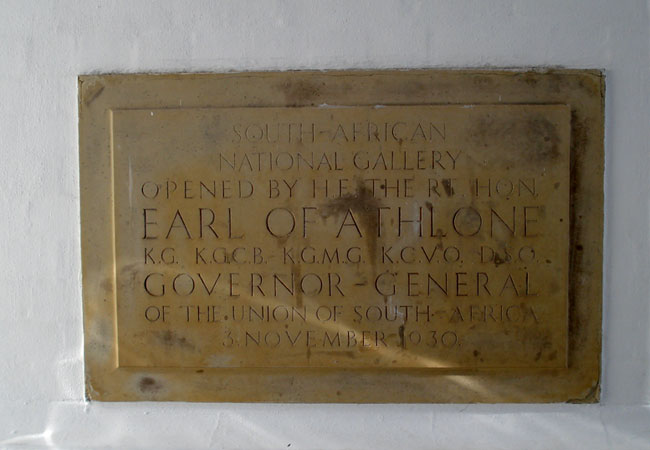 SOUTH-AFRICAN
NATIONAL GALLERY
OPENED BY H.E. THE RT. HON.
EARL OF ATHLONE
K.G. K.G.C.B. K.G.M.G. K.C.V.O. D.S.O.
GOVERNOR-GENERAL
OF THE UNION OF SOUTH-AFRICA
3 NOVEMBER 1930